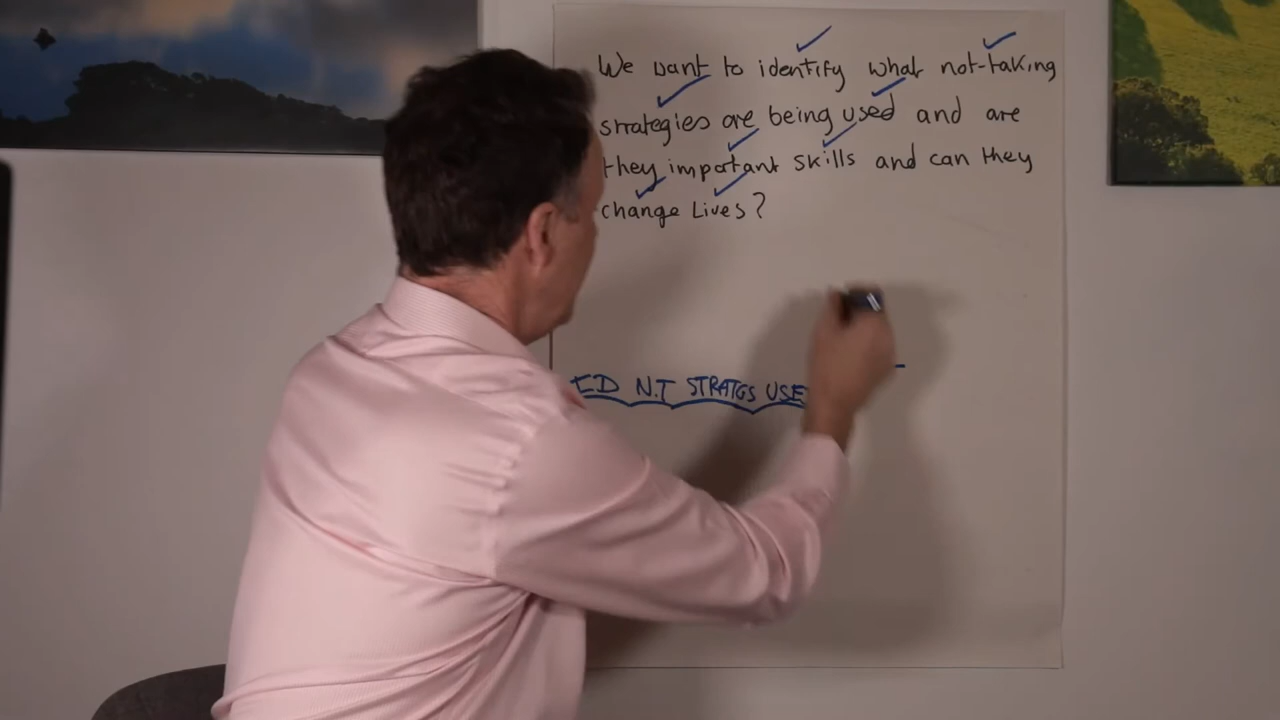 We want to identify what not-taking
strategies are being used and are
they important skills and can they
change Lives?
ED N.T STRATGS USE